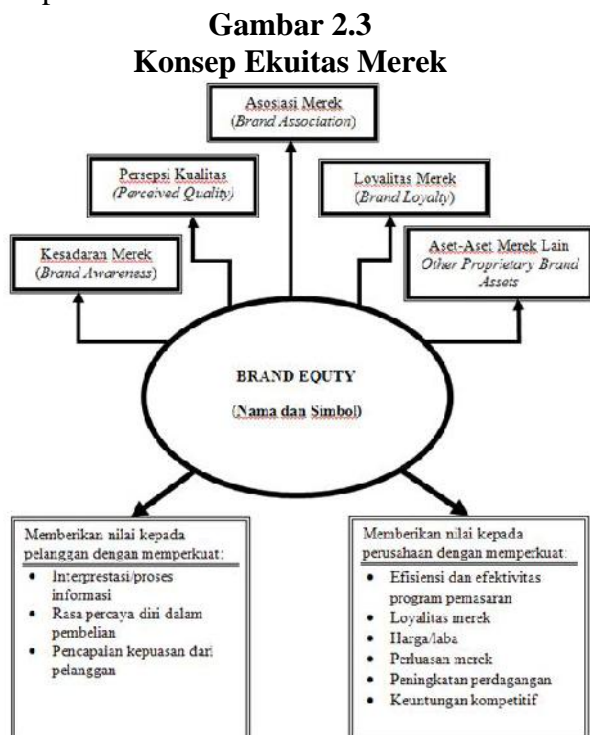 Gambar 2.3
Konsep Ekuitas Merek
Asosiasi Merek
(Brand Association)
Persepsi Kualitas
(Perceived Quality)
Loyalitas Merek
(Brand Loyalty)
Kesadaran Merek
(Brand Awareness)
Aset-Aset Merek Lain
Other Proprietary Brand
Assets
BRAND EQUTY
(Nama dan Simbol)
Memberikan nilai kepada
pelanggan dengan memperkuat:
• Interprestasi/proses
informasi
• Rasa percaya diri dalam
pembelian
• Pencapaian kepuasan dari
pelanggan
Memberikan nilai kepada
perusahaan dengan memperkuat:
• Efisiensi dan efektivitas
program pemasaran
• Loyalitas merek
• Harga/laba
• Perluasan merek
• Peningkatan perdagangan
• Keuntungan kompetitif